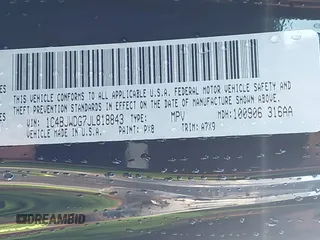 THIS VEHICLE CONFORMS TO ALL APPLICABLE U.S.A. FEDERAL MOTOR VEHICLE SAFETY AND
THEFT PREVENTION STANDARDS IN EFFECT ON THE DATE OF MANUFACTURE SHOWN ABOVE.
VIN: 1C4BJWDG7JL818843 TYPE: MPV MDH: 100906 316AA
VEHICLE MADE IN U.S.A. PAINT: PX8 TRIM: A7X9
DREAMBID